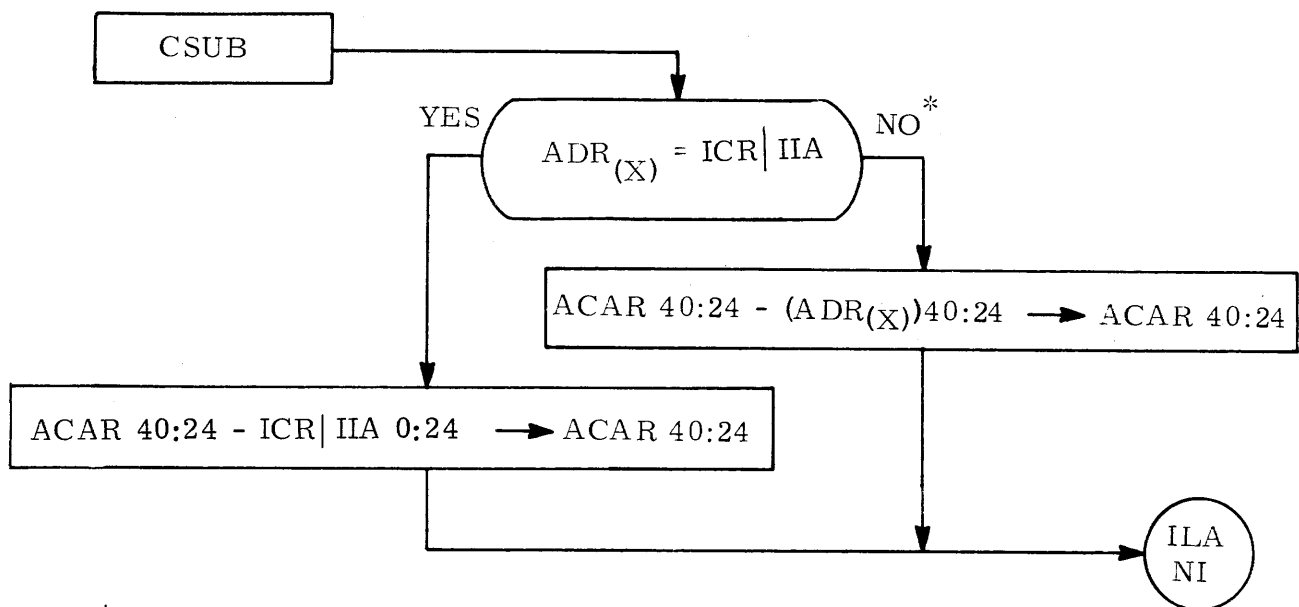 CSUB
YES
NO*
ADR(X) = ICR| IIA
ACAR 40:24 - (ADR(X))40:24 → ACAR 40:24
ACAR 40:24 - ICR| IIA 0:24 → ACAR 40:24
ILA
NI